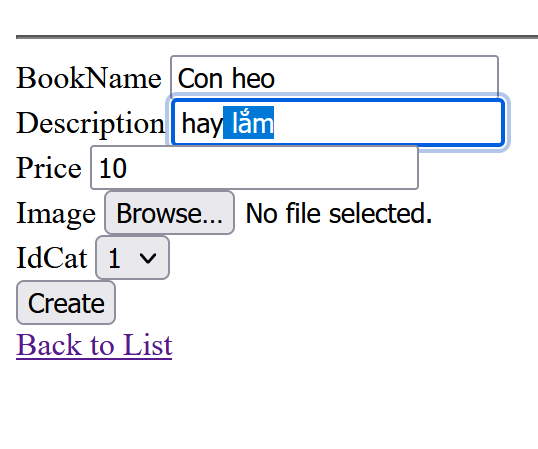 BookName Con heo
Description hay lắm
Price 10
Image Browse... No file selected.
IdCat 1
Create
Back to List